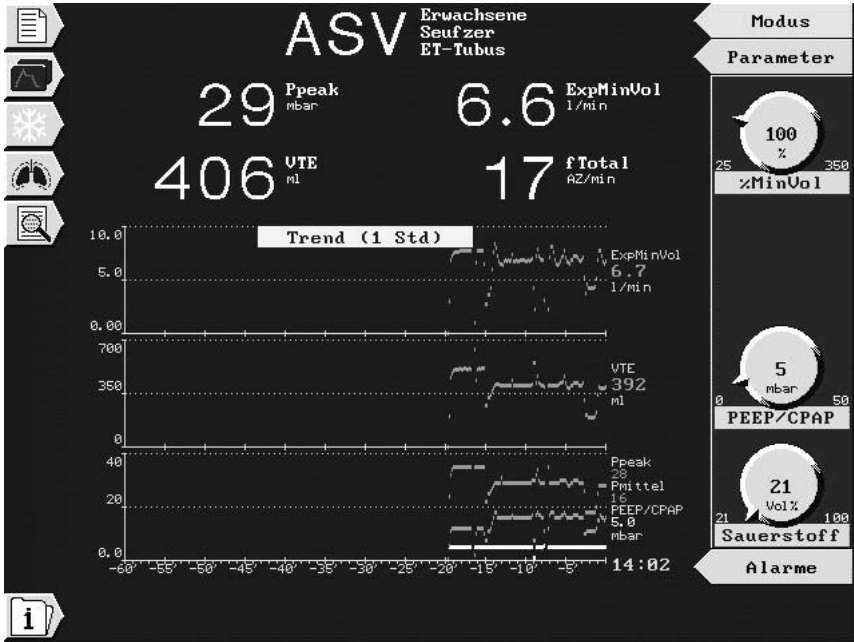 ASV
Erwachsene
Seufzer
ET-Tubus
29 Ppeak
mbar
6.6 ExpMinVol
l/min
406 VTE
ml
17 fTotal
AZ/min
Modus
Parameter
100
%
25 350
%MinVol
5
mbar
0 50
PEEP/CPAP
21
Vol%
21 100
Sauerstoff
Alarme
Trend (1 Std)
10.0
5.0
0.00
ExpMinVol
6.7
l/min
700
350
0
VTE
392
ml
40
20
0.0
Ppeak
28
Pmittel
16
PEEP/CPAP
5.0
mbar
-60' -55' -50' -45' -40' -35' -30' -25' -20' -15' -10' -5' 14:02
i